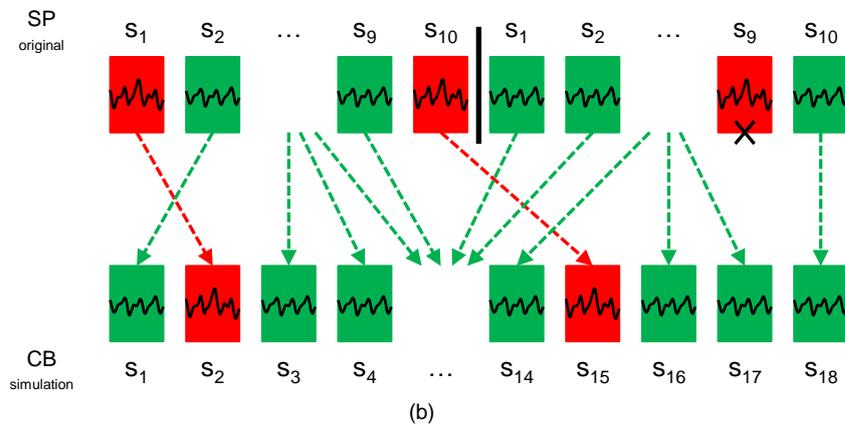 SP s₁ s₂ … s₉ s₁₀ s₁ s₂ … s₉ s₁₀
original
CB s₁ s₂ s₃ s₄ … s₁₄ s₁₅ s₁₆ s₁₇ s₁₈
simulation
(b)